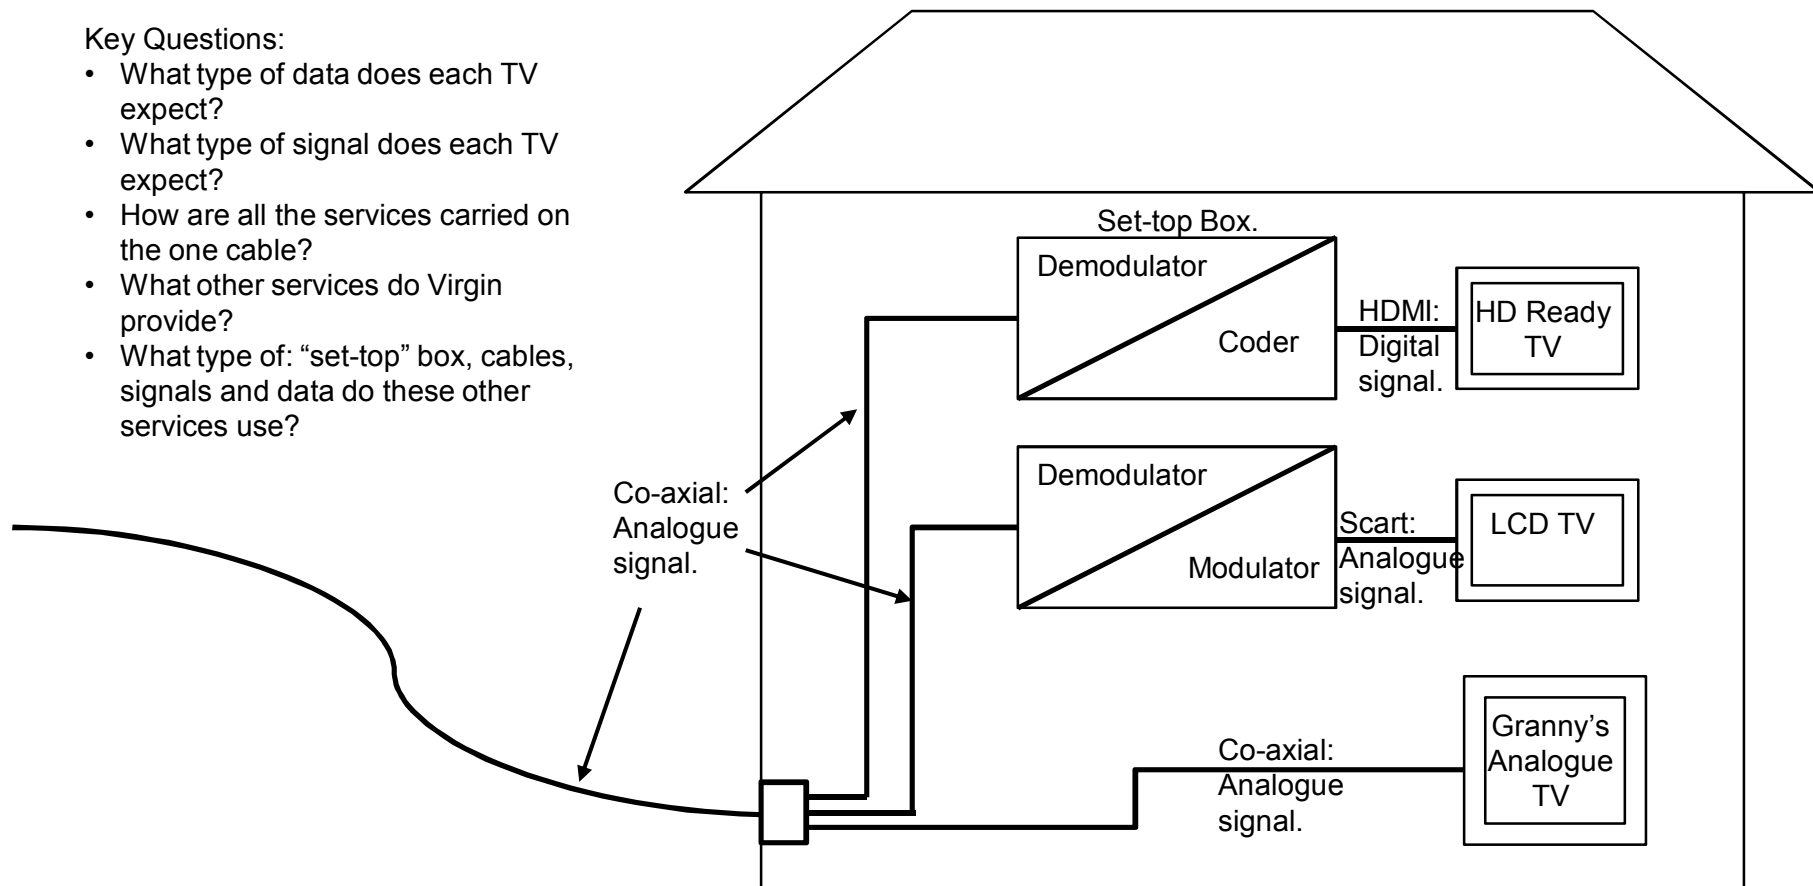 Key Questions:
• What type of data does each TV
expect?
• What type of signal does each TV
expect?
• How are all the services carried on
the one cable?
• What other services do Virgin
provide?
• What type of: “set-top” box, cables,
signals and data do these other
services use?
Set-top Box.
Demodulator
Coder
HDMI:
Digital
signal.
HD Ready
TV
Co-axial:
Analogue
signal.
Demodulator
Modulator
Scart:
Analogue
signal.
LCD TV
Co-axial:
Analogue
signal.
Granny’s
Analogue
TV